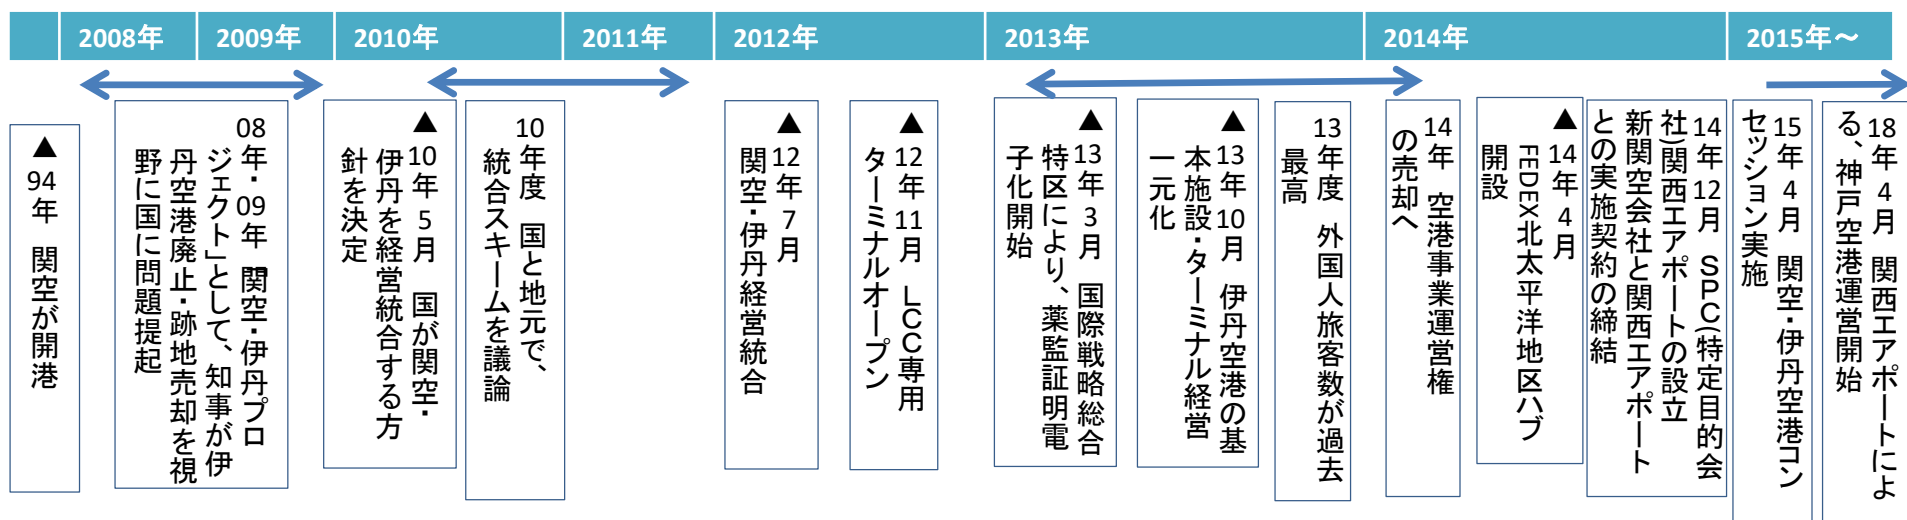 2008年
2009年
2010年
2011年
2012年
2013年
2014年
2015年～
▲
94年 関空が開港
08年・09年 「関空・伊丹プロ
ジェクト」として、知事が伊
丹空港廃止・跡地売却を視
野に国に問題提起
▲
10年5月 国が関空・
伊丹を経営統合する方
針を決定
10年度 国と地元で、
統合スキームを議論
▲
12年7月
関空・伊丹経営統合
▲
12年11月 LCC専用
ターミナルオープン
▲
13年3月 国際戦略総合
特区により、薬監証明電
子化開始
▲
13年10月 伊丹空港の基
本施設・ターミナル経営
一元化
13年度 外国人旅客数が過去
最高
14年 空港事業運営権
の売却へ
▲
14年4月
FEDEX北太平洋地区ハブ
開設
14年12月 SPC(特定目的会
社)関西エアポートの設立
新関空会社と関西エアポート
との実施契約の締結
15年4月 関空・伊丹空港コン
セッション実施
18年4月 関西エアポートによ
る、神戸空港運営開始